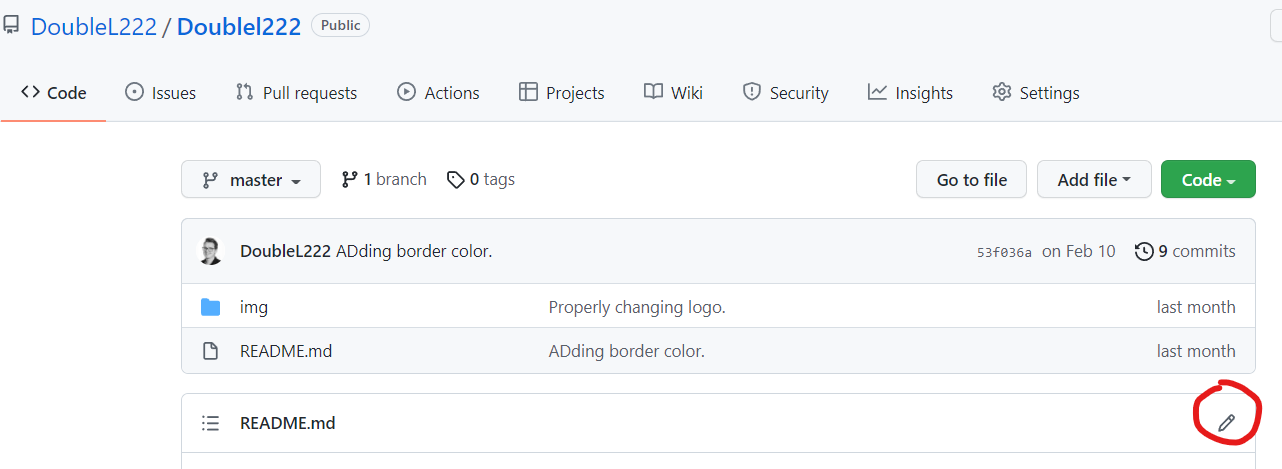 DoubleL222 / Doublel222 Public
Code Issues Pull requests Actions Projects Wiki Security Insights Settings
master 1 branch 0 tags Go to file Add file Code
DoubleL222 ADding border color. 53f036a on Feb 10 9 commits
img Properly changing logo. last month
README.md ADding border color. last month
README.md